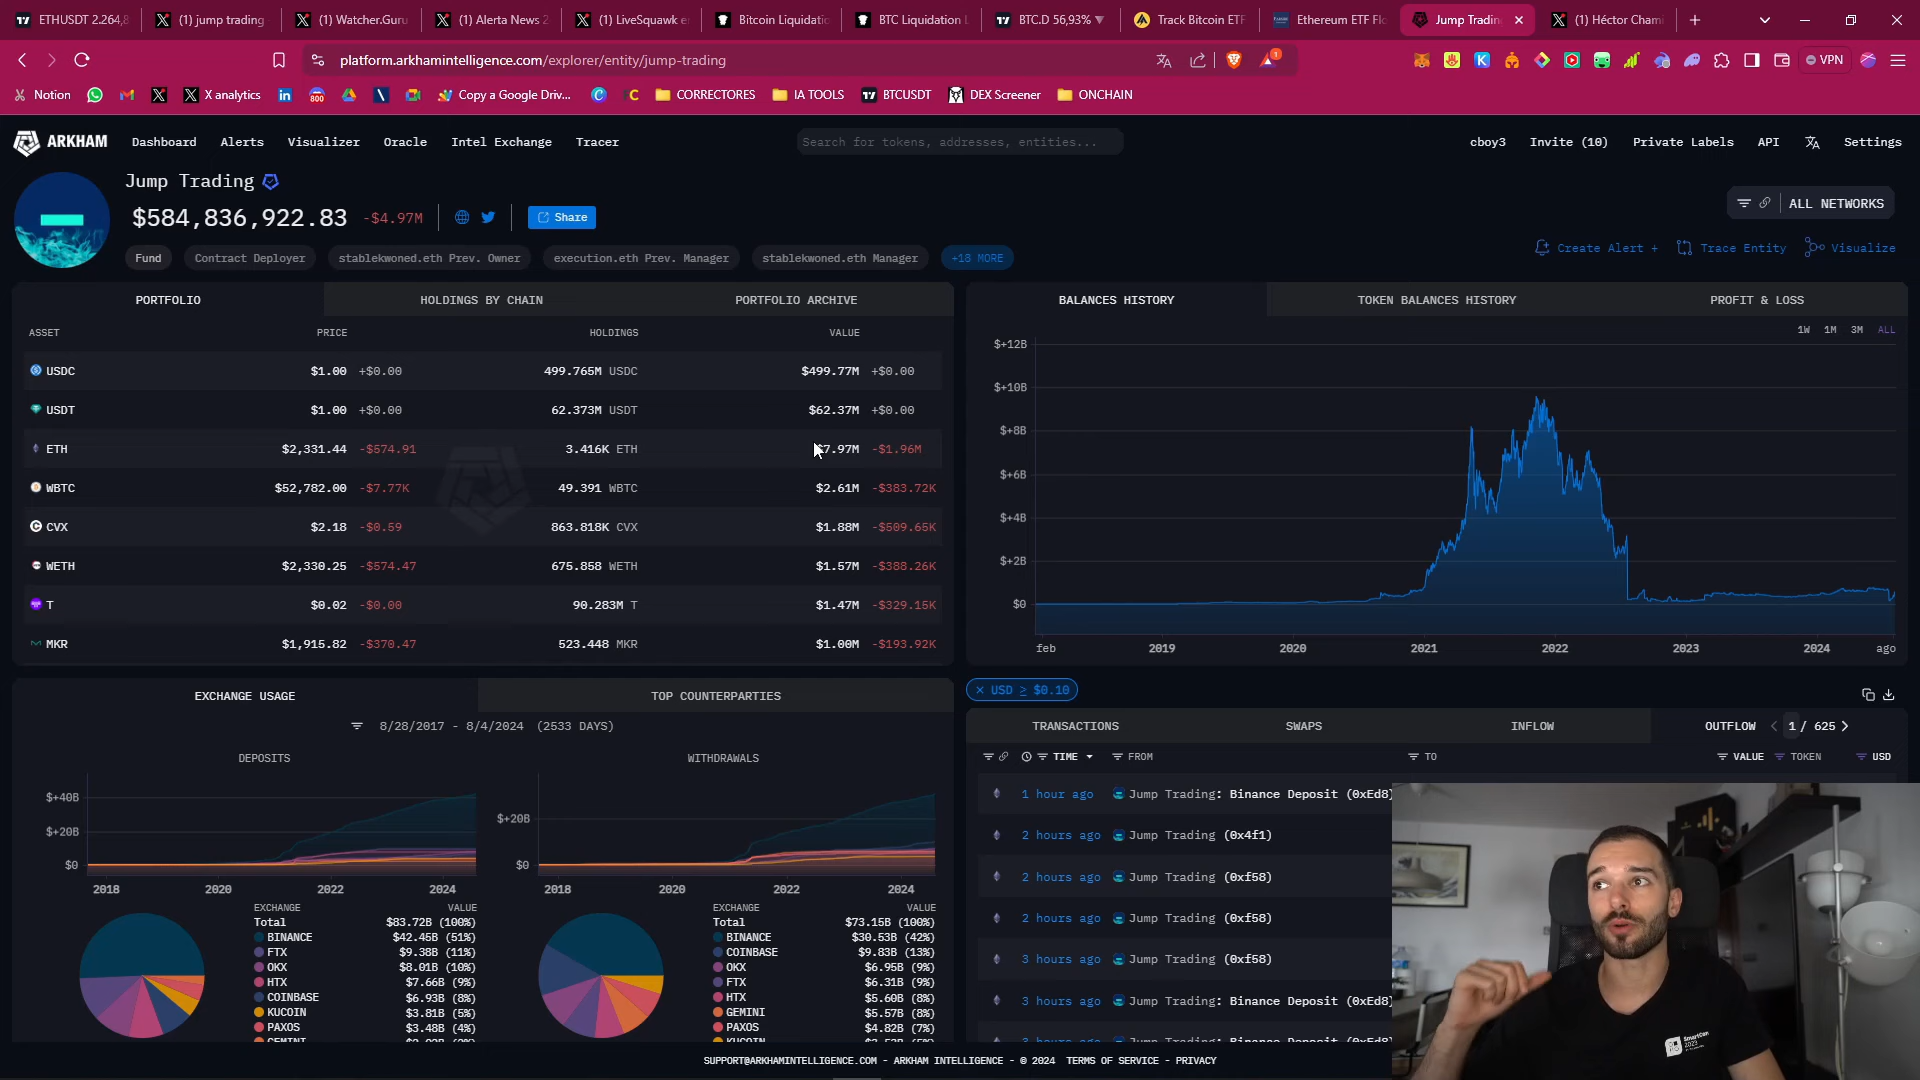 ETHUSDT 2.264,8
(1) jump trading
(1) Watcher.Guru
(1) Alerta News 2
(1) LiveSquawk e
Bitcoin Liquidatio
BTC Liquidation L
BTC.D 56,93% ▼
Track Bitcoin ETF
Ethereum ETF Flo
Jump Tradin
(1) Héctor Chami
platform.arkhamintelligence.com/explorer/entity/jump-trading
VPN
Notion
X analytics
Copy a Google Driv...
CORRECTORES
IA TOOLS
BTCUSDT
DEX Screener
ONCHAIN
ARKHAM Dashboard Alerts Visualizer Oracle Intel Exchange Tracer
Search for tokens, addresses, entities...
cboy3 Invite (10) Private Labels API Settings
Jump Trading
$584,836,922.83 -$4.97M Share
ALL NETWORKS
Fund Contract Deployer stablekwoned.eth Prev. Owner execution.eth Prev. Manager stablekwoned.eth Manager +18 MORE
Create Alert + Trace Entity Visualize
PORTFOLIO HOLDINGS BY CHAIN PORTFOLIO ARCHIVE
ASSET PRICE HOLDINGS VALUE
USDC $1.00 +$0.00 499.765M USDC $499.77M +$0.00
USDT $1.00 +$0.00 62.373M USDT $62.37M +$0.00
ETH $2,331.44 -$574.91 3.416K ETH 7.97M -$1.96M
WBTC $52,782.00 -$7.77K 49.391 WBTC $2.61M -$383.72K
CVX $2.18 -$0.59 863.818K CVX $1.88M -$509.65K
WETH $2,330.25 -$574.47 675.858 WETH $1.57M -$388.26K
T $0.02 -$0.00 90.283M T $1.47M -$329.15K
MKR $1,915.82 -$370.47 523.448 MKR $1.00M -$193.92K
BALANCES HISTORY TOKEN BALANCES HISTORY PROFIT & LOSS
1W 1M 3M ALL
$+12B
$+10B
$+8B
$+6B
$+4B
$+2B
$0
feb 2019 2020 2021 2022 2023 2024 ago
EXCHANGE USAGE TOP COUNTERPARTIES
8/28/2017 - 8/4/2024 (2533 DAYS)
DEPOSITS
$+40B
$+20B
$0
2018 2020 2022 2024
EXCHANGE VALUE
Total $83.72B (100%)
BINANCE $42.45B (51%)
FTX $9.38B (11%)
OKX $8.01B (10%)
HTX $7.66B (9%)
COINBASE $6.93B (8%)
KUCOIN $3.81B (5%)
PAXOS $3.48B (4%)
WITHDRAWALS
$+20B
$0
2018 2020 2022 2024
EXCHANGE VALUE
Total $73.15B (100%)
BINANCE $30.53B (42%)
COINBASE $9.83B (13%)
OKX $6.95B (9%)
FTX $6.31B (9%)
HTX $5.60B (8%)
GEMINI $5.57B (8%)
PAXOS $4.82B (7%)
× USD ≥ $0.10
TRANSACTIONS SWAPS INFLOW OUTFLOW 1 / 625
TIME FROM TO VALUE TOKEN USD
1 hour ago Jump Trading: Binance Deposit (0xEd8)
2 hours ago Jump Trading (0x4f1)
2 hours ago Jump Trading (0xf58)
2 hours ago Jump Trading (0xf58)
3 hours ago Jump Trading (0xf58)
3 hours ago Jump Trading: Binance Deposit (0xEd8)
SUPPORT@ARKHAMINTELLIGENCE.COM - ARKHAM INTELLIGENCE - © 2024 TERMS OF SERVICE - PRIVACY
SmartCon
2023